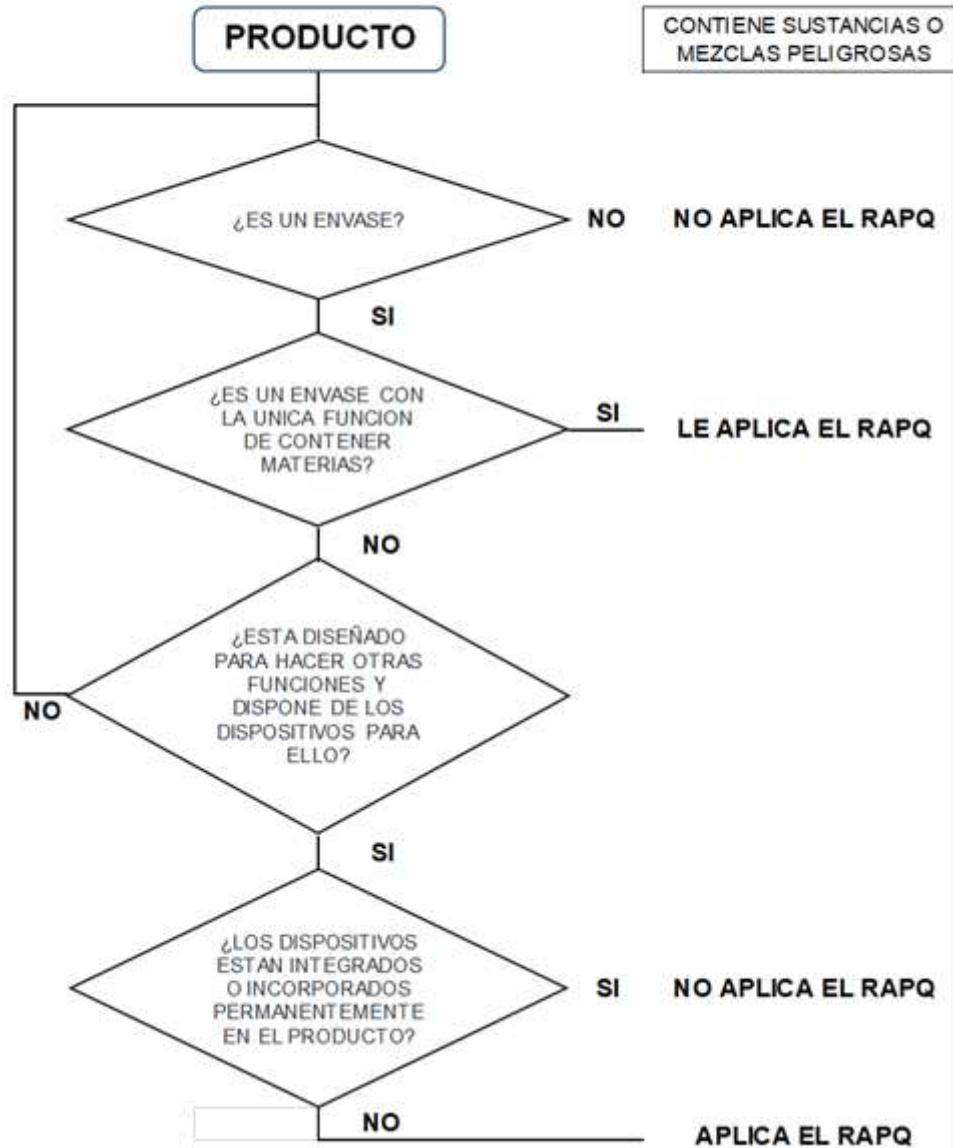 PRODUCTO
CONTIENE SUSTANCIAS O
MEZCLAS PELIGROSAS
¿ES UN ENVASE?
NO
NO APLICA EL RAPQ
SI
¿ES UN ENVASE CON
LA UNICA FUNCION
DE CONTENER
MATERIAS?
SI
LE APLICA EL RAPQ
NO
¿ESTA DISEÑADO
PARA HACER OTRAS
FUNCIONES Y
DISPONE DE LOS
DISPOSITIVOS PARA
ELLO?
NO
SI
¿LOS DISPOSITIVOS
ESTAN INTEGRADOS
O INCORPORADOS
PERMANENTEMENTE
EN EL PRODUCTO?
SI
NO APLICA EL RAPQ
NO
APLICA EL RAPQ